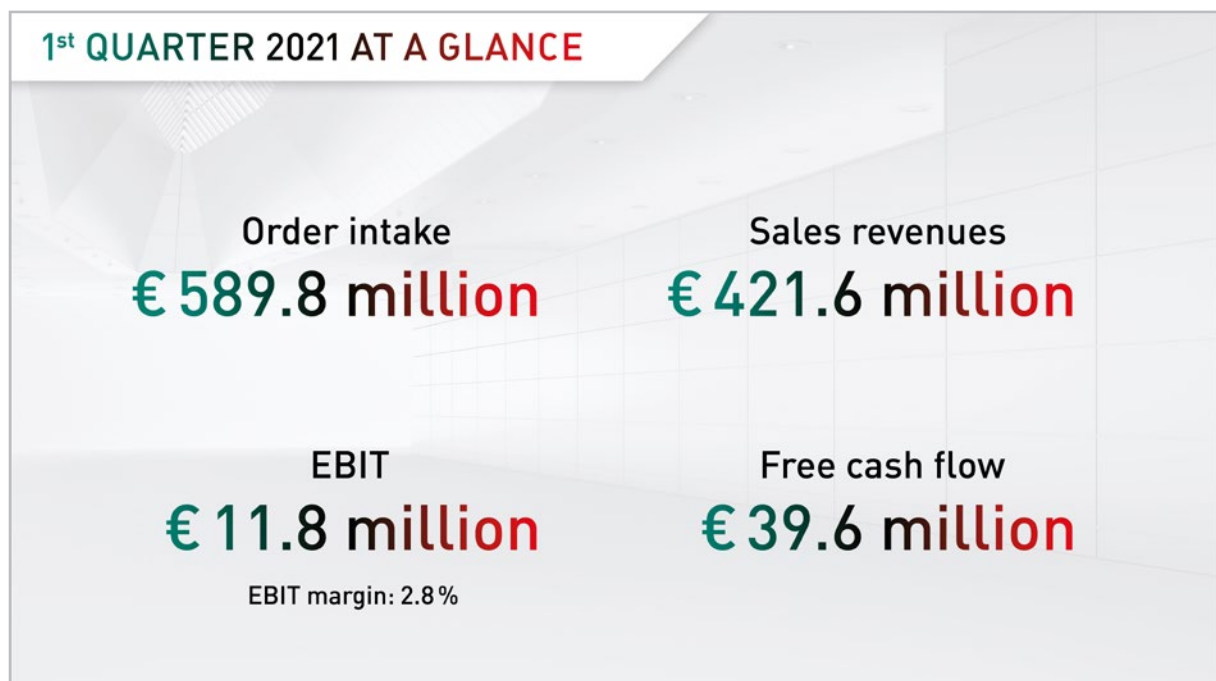 1st QUARTER 2021 AT A GLANCE
Order intake
€ 589.8 million
Sales revenues
€ 421.6 million
EBIT
€ 11.8 million
EBIT margin: 2.8 %
Free cash flow
€ 39.6 million